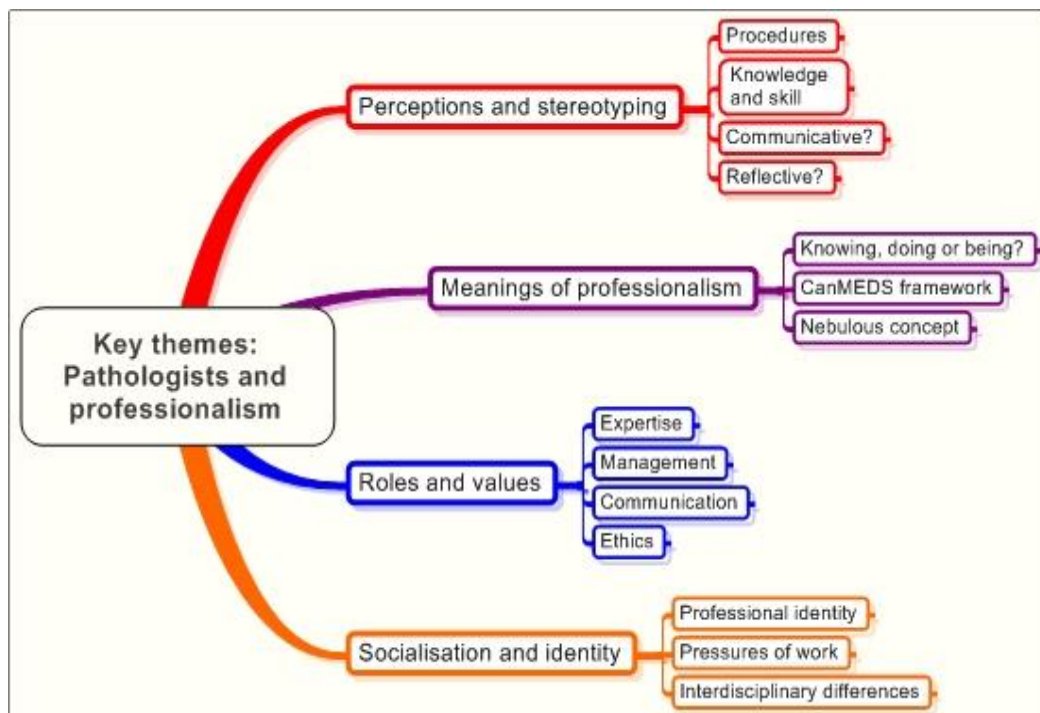 Key themes:
Pathologists and
professionalism
Perceptions and stereotyping
Procedures
Knowledge
and skill
Communicative?
Reflective?
Meanings of professionalism
Knowing, doing or being?
CanMEDS framework
Nebulous concept
Roles and values
Expertise
Management
Communication
Ethics
Socialisation and identity
Professional identity
Pressures of work
Interdisciplinary differences